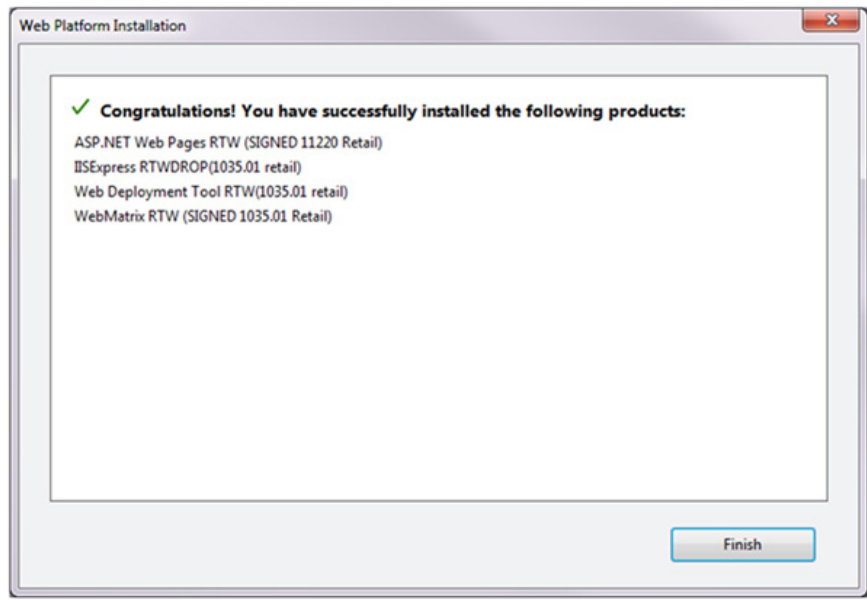 Web Platform Installation
✓ Congratulations! You have successfully installed the following products:
ASP.NET Web Pages RTW (SIGNED 11220 Retail)
IISExpress RTWDROP(1035.01 retail)
Web Deployment Tool RTW(1035.01 retail)
WebMatrix RTW (SIGNED 1035.01 Retail)
Finish